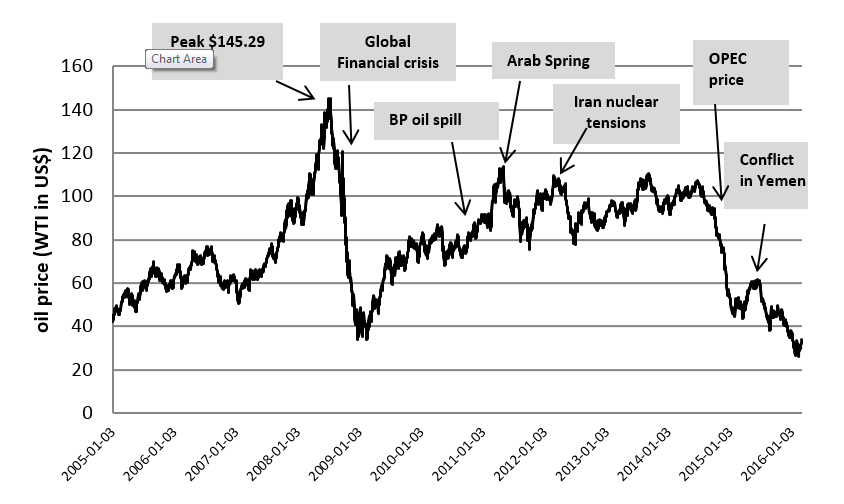 Peak $145.29
Chart Area
Global
Financial crisis
BP oil spill
Arab Spring
Iran nuclear
tensions
OPEC
price
Conflict
in Yemen
oil price (WTI in US$)
160
140
120
100
80
60
40
20
0
2005-01-03
2006-01-03
2007-01-03
2008-01-03
2009-01-03
2010-01-03
2011-01-03
2012-01-03
2013-01-03
2014-01-03
2015-01-03
2016-01-03